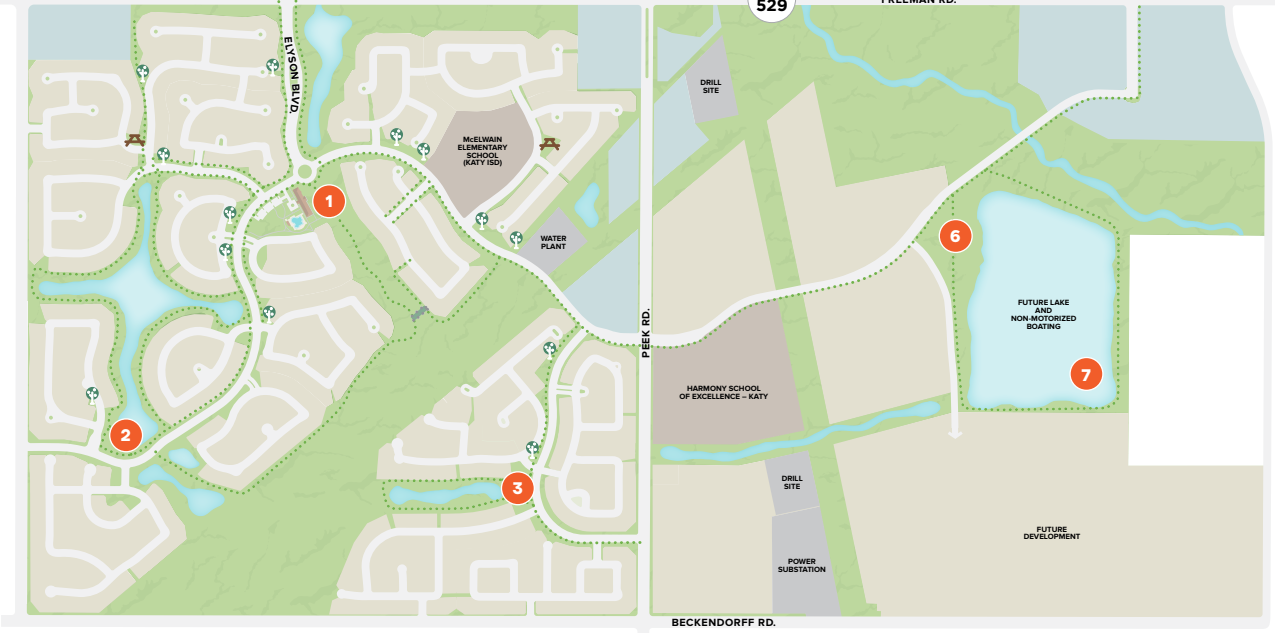 529
FREEMAN RD.
ELYSON BLVD.
DRILL
SITE
McELWAIN
ELEMENTARY
SCHOOL
(KATY ISD)
1
6
WATER
PLANT
FUTURE LAKE
AND
NON-MOTORIZED
BOATING
PEEK RD.
7
HARMONY SCHOOL
OF EXCELLENCE – KATY
2
3
DRILL
SITE
FUTURE
DEVELOPMENT
POWER
SUBSTATION
BECKENDORFF RD.